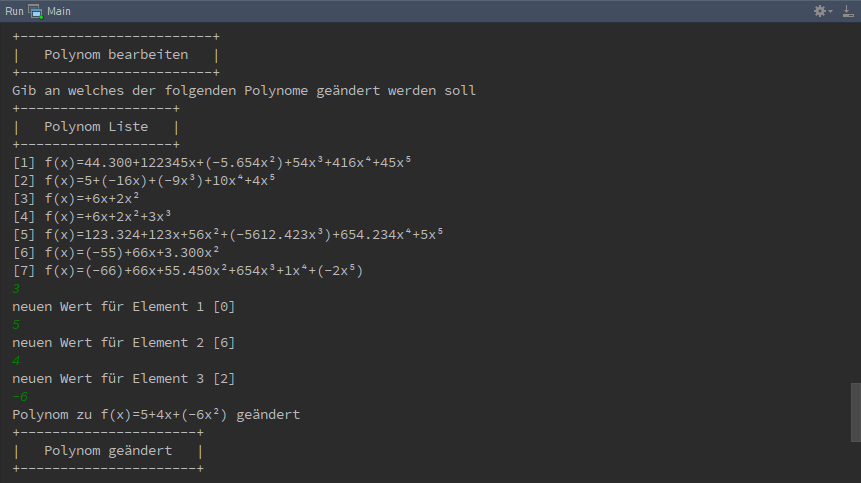 Run Main
+------------------------+
|   Polynom bearbeiten   |
+------------------------+
Gib an welches der folgenden Polynome geändert werden soll
+-------------------+
|   Polynom Liste   |
+-------------------+
[1] f(x)=44.300+122345x+(-5.654x²)+54x³+416x⁴+45x⁵
[2] f(x)=5+(-16x)+(-9x³)+10x⁴+4x⁵
[3] f(x)=+6x+2x²
[4] f(x)=+6x+2x²+3x³
[5] f(x)=123.324+123x+56x²+(-5612.423x³)+654.234x⁴+5x⁵
[6] f(x)=(-55)+66x+3.300x²
[7] f(x)=(-66)+66x+55.450x²+654x³+1x⁴+(-2x⁵)
3
neuen Wert für Element 1 [0]
5
neuen Wert für Element 2 [6]
4
neuen Wert für Element 3 [2]
-6
Polynom zu f(x)=5+4x+(-6x²) geändert
+----------------------+
|   Polynom geändert   |
+----------------------+